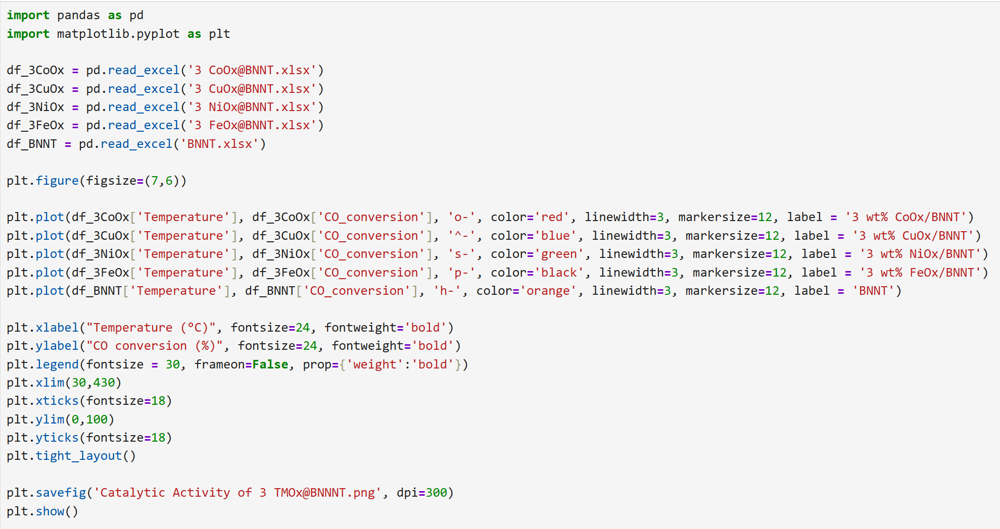 import pandas as pd
import matplotlib.pyplot as plt
df_3CoOx = pd.read_excel('3 CoOx@BNNT.xlsx')
df_3CuOx = pd.read_excel('3 CuOx@BNNT.xlsx')
df_3NiOx = pd.read_excel('3 NiOx@BNNT.xlsx')
df_3FeOx = pd.read_excel('3 FeOx@BNNT.xlsx')
df_BNNT = pd.read_excel('BNNT.xlsx')
plt.figure(figsize=(7,6))
plt.plot(df_3CoOx['Temperature'], df_3CoOx['CO_conversion'], 'o-', color='red', linewidth=3, markersize=12, label = '3 wt% CoOx/BNNT')
plt.plot(df_3CuOx['Temperature'], df_3CuOx['CO_conversion'], '^-', color='blue', linewidth=3, markersize=12, label = '3 wt% CuOx/BNNT')
plt.plot(df_3NiOx['Temperature'], df_3NiOx['CO_conversion'], 's-', color='green', linewidth=3, markersize=12, label = '3 wt% NiOx/BNNT')
plt.plot(df_3FeOx['Temperature'], df_3FeOx['CO_conversion'], 'p-', color='black', linewidth=3, markersize=12, label = '3 wt% FeOx/BNNT')
plt.plot(df_BNNT['Temperature'], df_BNNT['CO_conversion'], 'h-', color='orange', linewidth=3, markersize=12, label = 'BNNT')
plt.xlabel("Temperature (°C)", fontsize=24, fontweight='bold')
plt.ylabel("CO conversion (%)", fontsize=24, fontweight='bold')
plt.legend(fontsize = 30, frameon=False, prop={'weight':'bold'})
plt.xlim(30,430)
plt.xticks(fontsize=18)
plt.ylim(0,100)
plt.yticks(fontsize=18)
plt.tight_layout()
plt.savefig('Catalytic Activity of 3 TMOx@BNNNT.png', dpi=300)
plt.show()